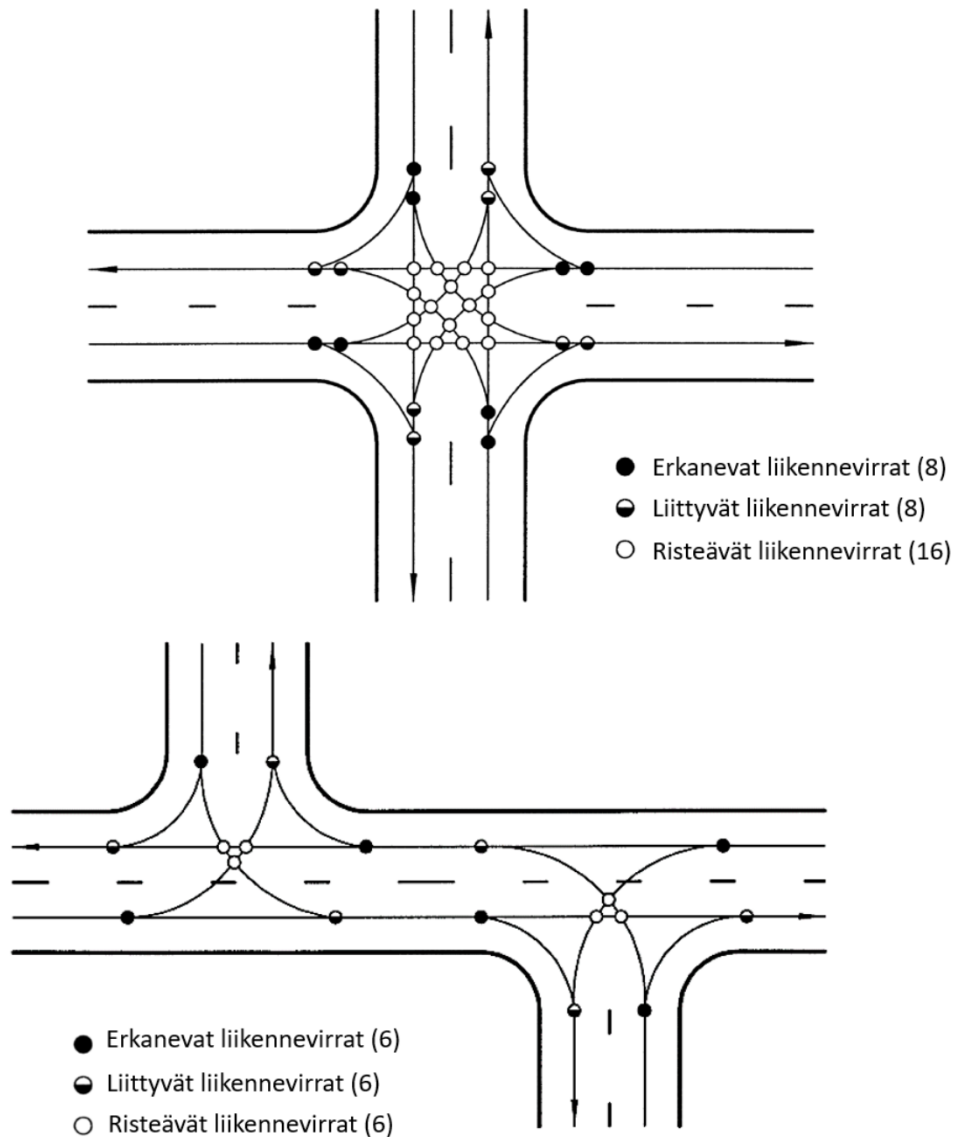 Erkanevat liikennevirrat (8)
Liittyvät liikennevirrat (8)
Risteävät liikennevirrat (16)
Erkanevat liikennevirrat (6)
Liittyvät liikennevirrat (6)
Risteävät liikennevirrat (6)